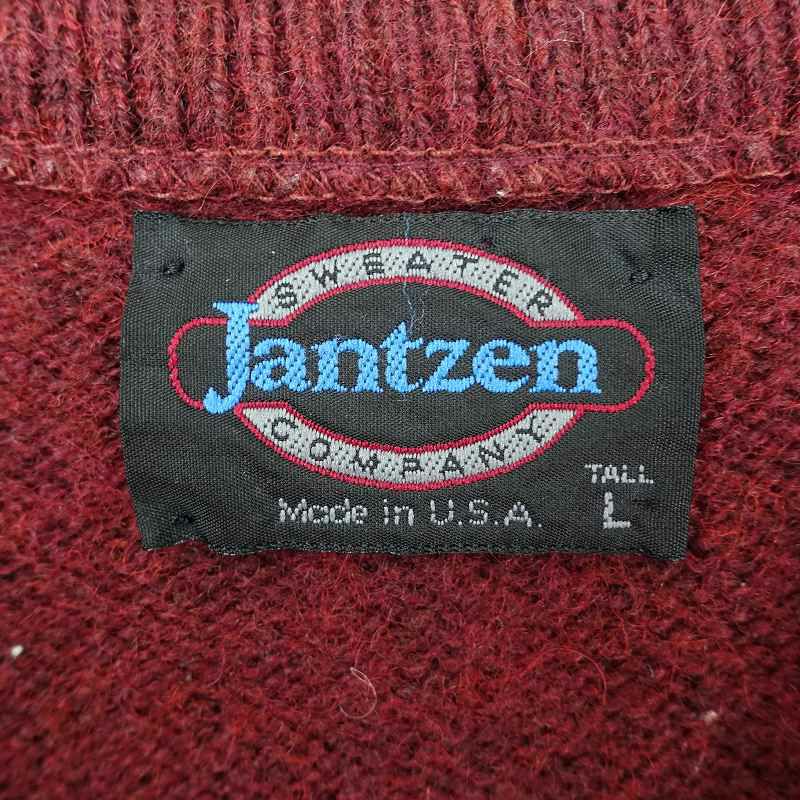 SWEATER
Jantzen
COMPANY
Made in U.S.A.
TALL
L